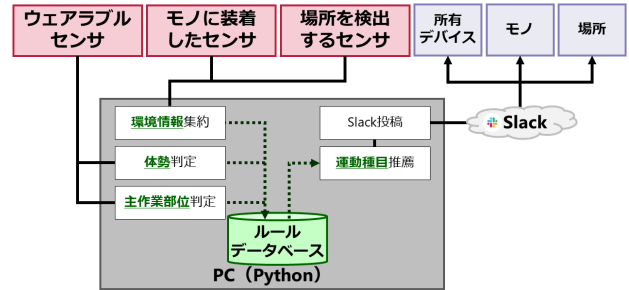 ウェアラブル
センサ
モノに装着
したセンサ
場所を検出
するセンサ
所有
デバイス
モノ
場所
環境情報集約
Slack投稿
Slack
体勢判定
運動種目推薦
主作業部位判定
ルール
データベース
PC（Python）